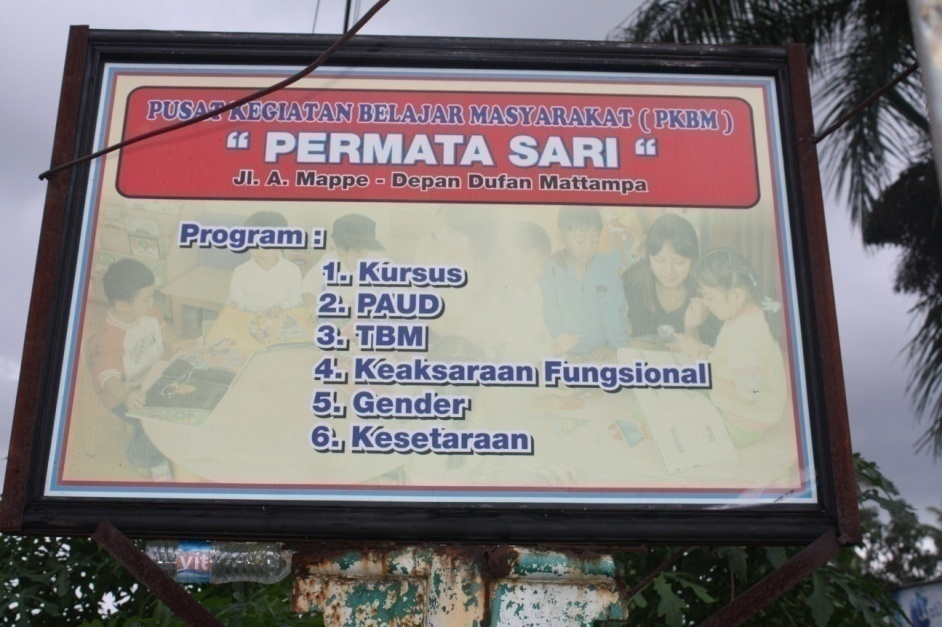 PUSAT KEGIATAN BELAJAR MASYARAKAT ( PKBM )
“ PERMATA SARI “
Jl. A. Mappe - Depan Dufan Mattampa
Program :
1. Kursus
2. PAUD
3. TBM
4. Keaksaraan Fungsional
5. Gender
6. Kesetaraan
Vit